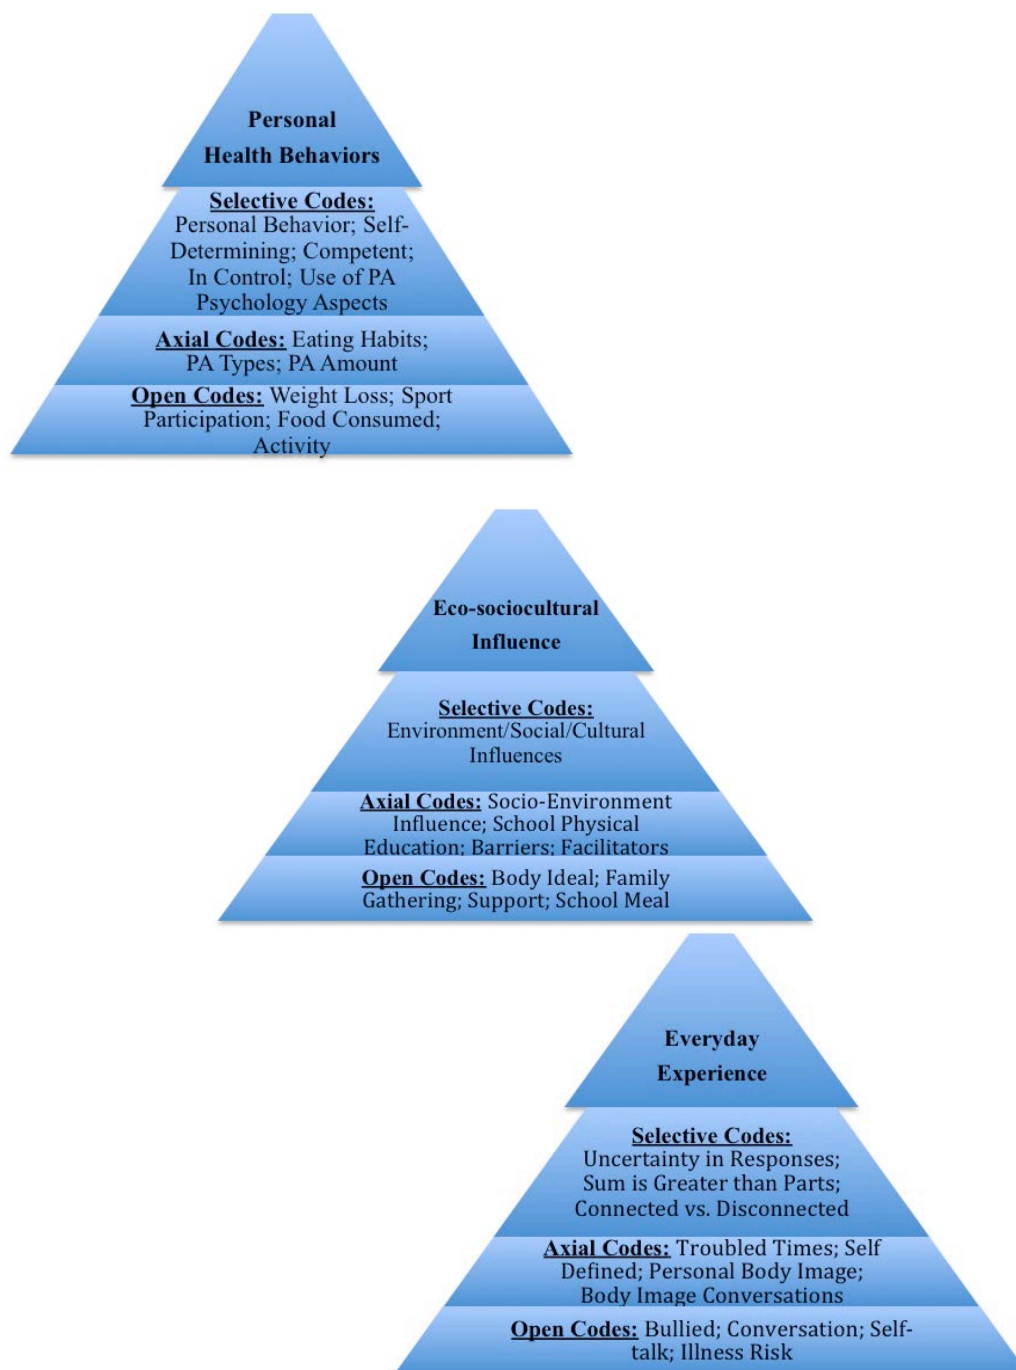 Personal
Health Behaviors
Selective Codes:
Personal Behavior; Self-
Determining; Competent;
In Control; Use of PA
Psychology Aspects
Axial Codes: Eating Habits;
PA Types; PA Amount
Open Codes: Weight Loss; Sport
Participation; Food Consumed;
Activity
Eco-sociocultural
Influence
Selective Codes:
Environment/Social/Cultural
Influences
Axial Codes: Socio-Environment
Influence; School Physical
Education; Barriers; Facilitators
Open Codes: Body Ideal; Family
Gathering; Support; School Meal
Everyday
Experience
Selective Codes:
Uncertainty in Responses;
Sum is Greater than Parts;
Connected vs. Disconnected
Axial Codes: Troubled Times; Self
Defined; Personal Body Image;
Body Image Conversations
Open Codes: Bullied; Conversation; Self-
talk; Illness Risk